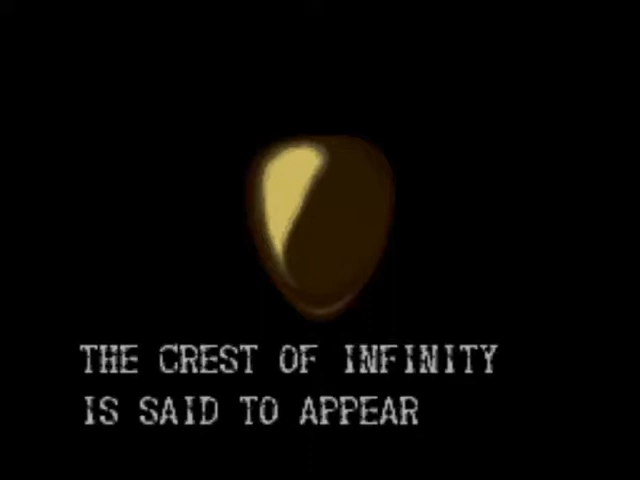 THE CREST OF INFINITY
IS SAID TO APPEAR